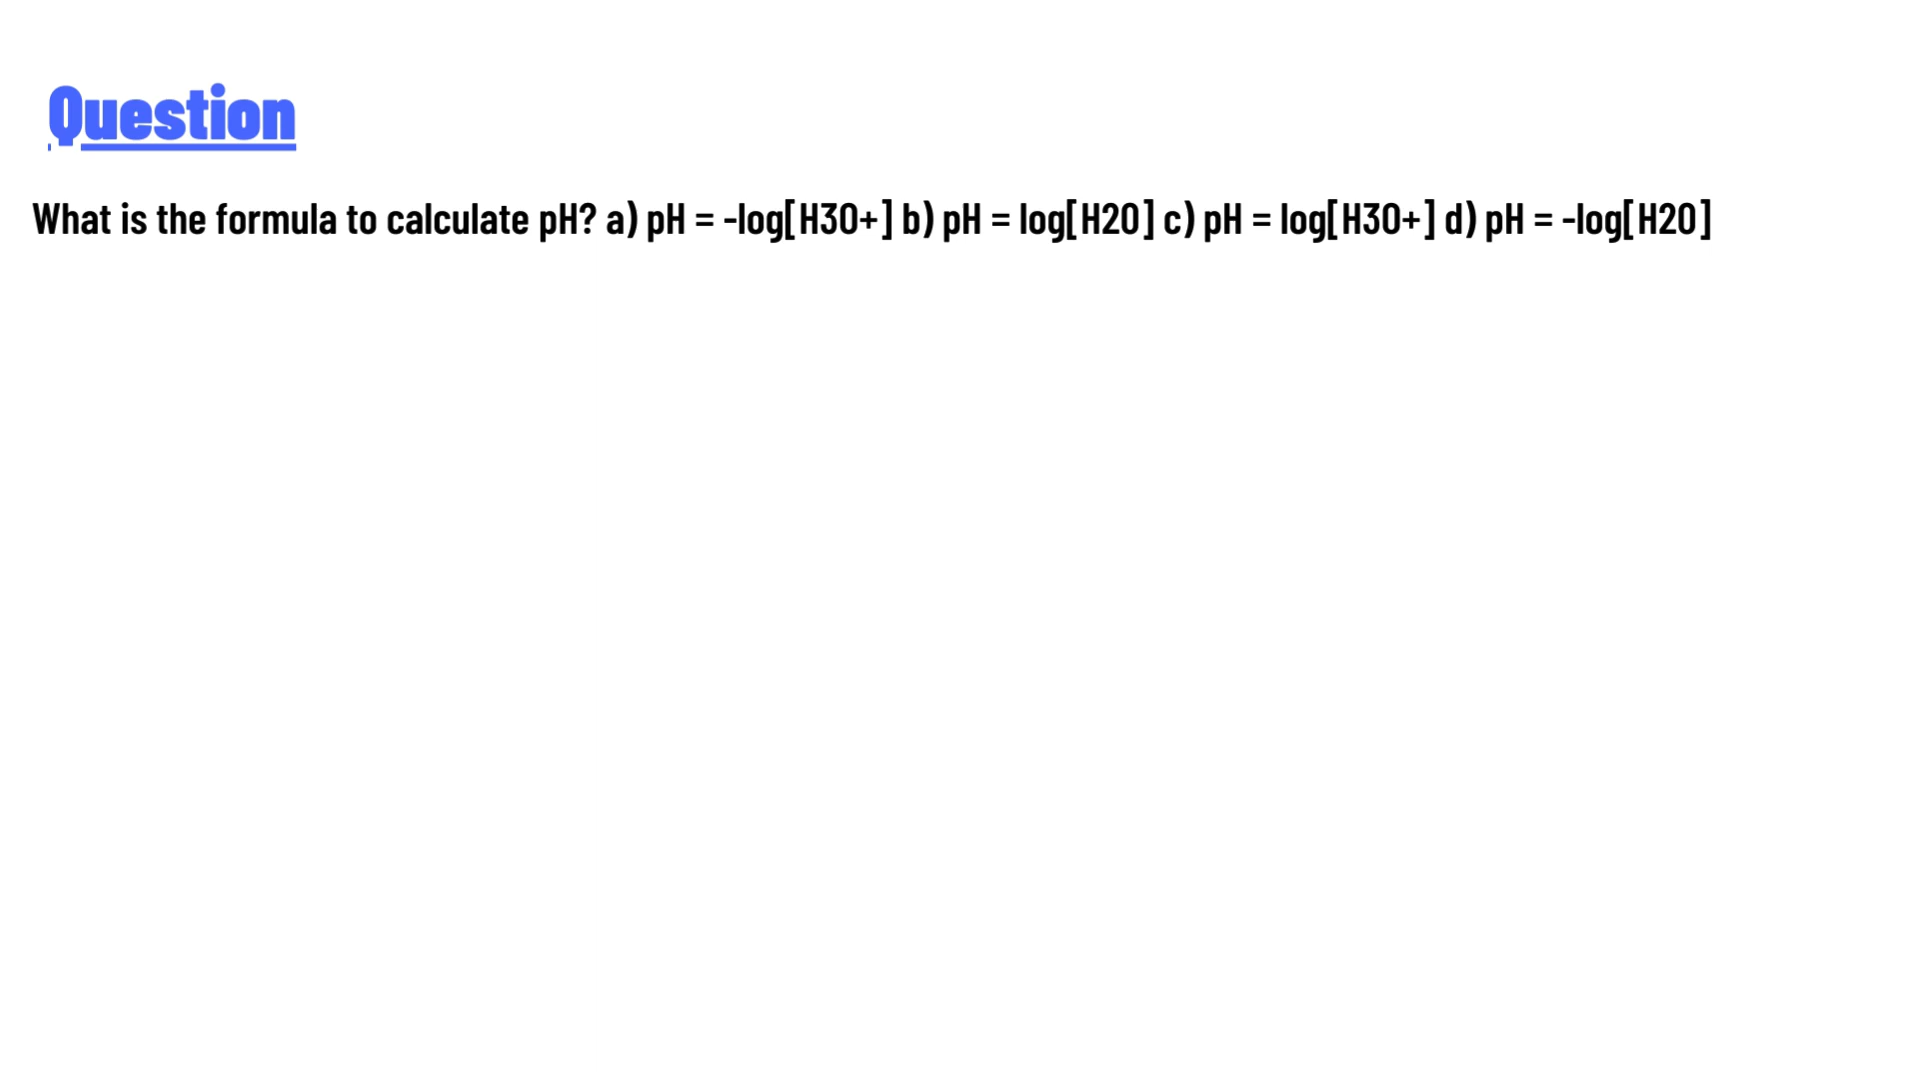 Question
What is the formula to calculate pH? a) pH = -log[H3O+] b) pH = log[H2O] c) pH = log[H3O+] d) pH = -log[H2O]